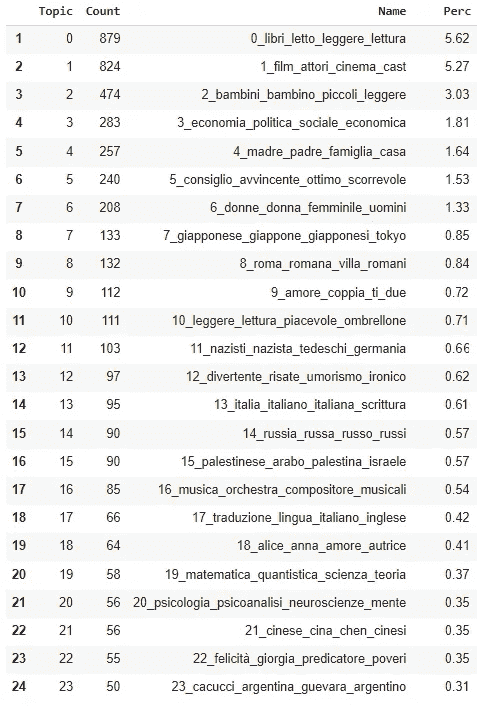 Topic Count Name Perc
1 0 879 0_libri_letto_leggere_lettura 5.62
2 1 824 1_film_attori_cinema_cast 5.27
3 2 474 2_bambini_bambino_piccoli_leggere 3.03
4 3 283 3_economia_politica_sociale_economica 1.81
5 4 257 4_madre_padre_famiglia_casa 1.64
6 5 240 5_consiglio_avvincente_ottimo_scorrevole 1.53
7 6 208 6_donne_donna_femminile_uomini 1.33
8 7 133 7_giapponese_giappone_giapponesi_tokyo 0.85
9 8 132 8_roma_romana_villa_romani 0.84
10 9 112 9_amore_coppia_ti_due 0.72
11 10 111 10_leggere_lettura_piacevole_ombrellone 0.71
12 11 103 11_nazisti_nazista_tedeschi_germania 0.66
13 12 97 12_divertente_risate_umorismo_ironico 0.62
14 13 95 13_italia_italiano_italiana_scrittura 0.61
15 14 90 14_russia_russa_russo_russi 0.57
16 15 90 15_palestinese_arabo_palestina_israele 0.57
17 16 85 16_musica_orchestra_compositore_musicali 0.54
18 17 66 17_traduzione_lingua_italiano_inglese 0.42
19 18 64 18_alice_anna_amore_autrice 0.41
20 19 58 19_matematica_quantistica_scienza_teoria 0.37
21 20 56 20_psicologia_psicoanalisi_neuroscienze_mente 0.35
22 21 56 21_cinese_cina_chen_cinesi 0.35
23 22 55 22_felicità_giorgia_predicatore_poveri 0.35
24 23 50 23_cacucci_argentina_guevara_argentino 0.31